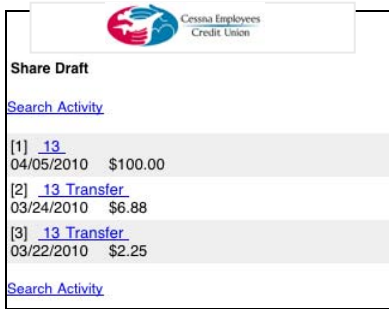 Cessna Employees
Credit Union
Share Draft
Search Activity
[1] 13
04/05/2010 $100.00
[2] 13 Transfer
03/24/2010 $6.88
[3] 13 Transfer
03/22/2010 $2.25
Search Activity